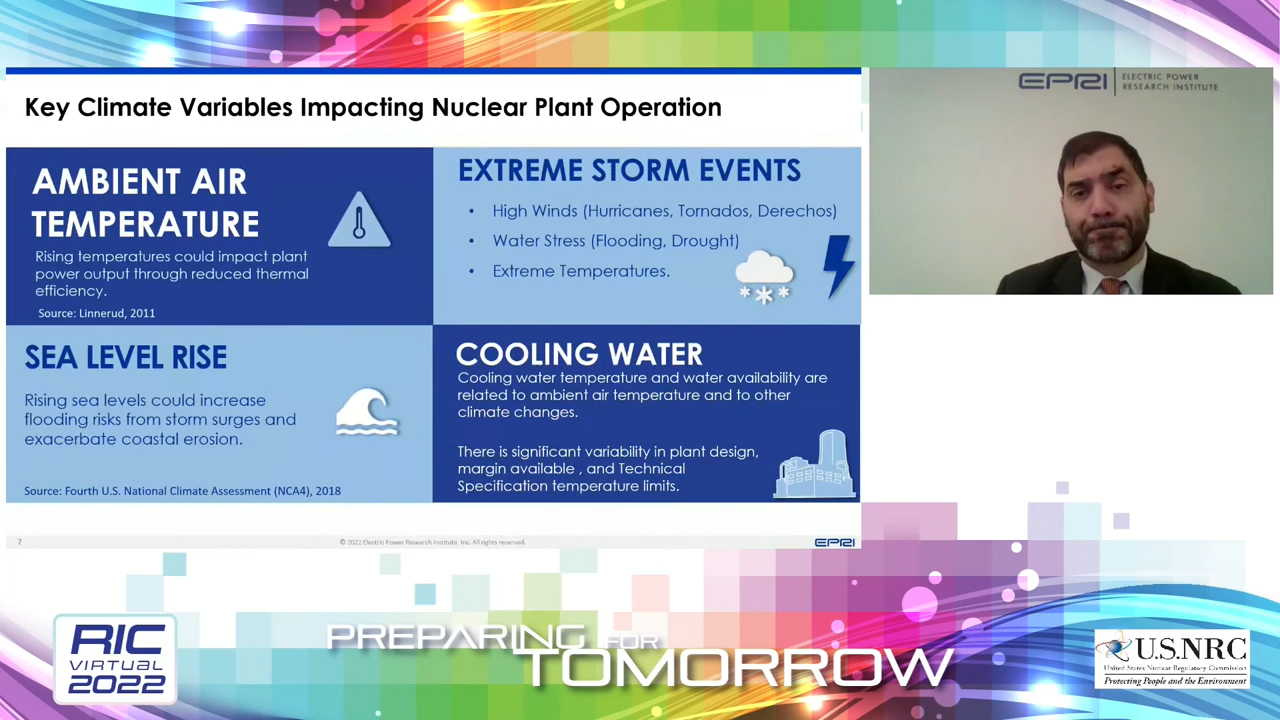 Key Climate Variables Impacting Nuclear Plant Operation
AMBIENT AIR
TEMPERATURE
Rising temperatures could impact plant
power output through reduced thermal
efficiency.
Source: Linnerud, 2011
EXTREME STORM EVENTS
• High Winds (Hurricanes, Tornados, Derechos)
• Water Stress (Flooding, Drought)
• Extreme Temperatures.
SEA LEVEL RISE
Rising sea levels could increase
flooding risks from storm surges and
exacerbate coastal erosion.
Source: Fourth U.S. National Climate Assessment (NCA4), 2018
COOLING WATER
Cooling water temperature and water availability are
related to ambient air temperature and to other
climate changes.
There is significant variability in plant design,
margin available , and Technical
Specification temperature limits.
7
© 2022 Electric Power Research Institute, Inc. All rights reserved.
EPRI
EPRI
ELECTRIC POWER
RESEARCH INSTITUTE
RIC
VIRTUAL
2022
PREPARING FOR
TOMORROW
U.S.NRC
United States Nuclear Regulatory Commission
Protecting People and the Environment